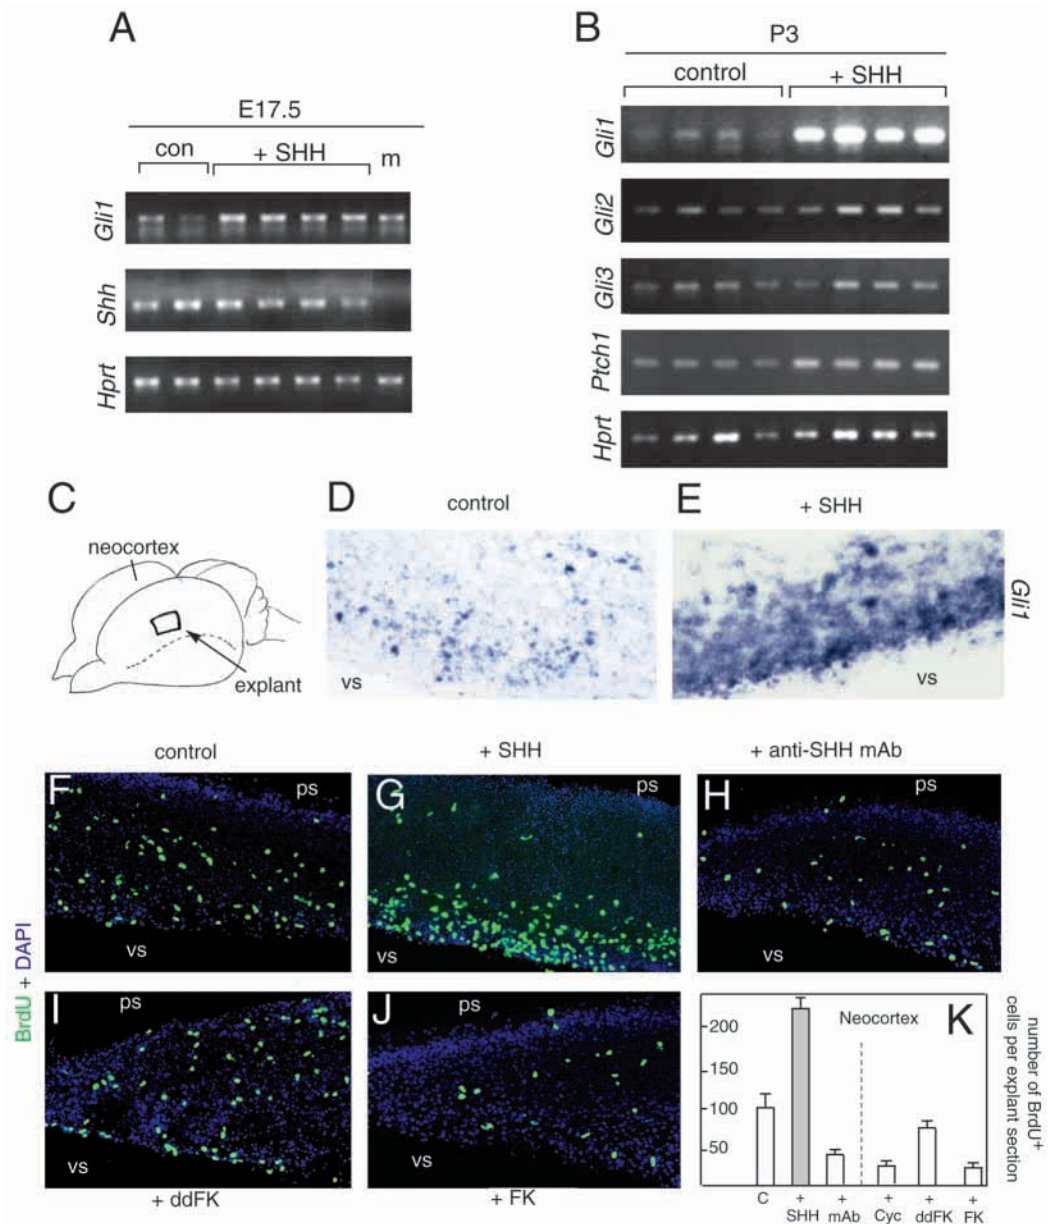 A
E17.5
con
+ SHH
m
Gli1
Shh
Hprt
B
P3
control
+ SHH
Gli1
Gli2
Gli3
Ptch1
Hprt
C
neocortex
explant
D
control
vs
E
+ SHH
vs
Gli1
control
+ SHH
+ anti-SHH mAb
BrdU + DAPI
F
ps
vs
G
ps
vs
H
ps
vs
I
ps
vs
+ ddFK
J
ps
vs
+ FK
K
Neocortex
200
150
100
50
C
+
SHH
+
mAb
+
Cyc
+
ddFK
+
FK
number of BrdU+
cells per explant section